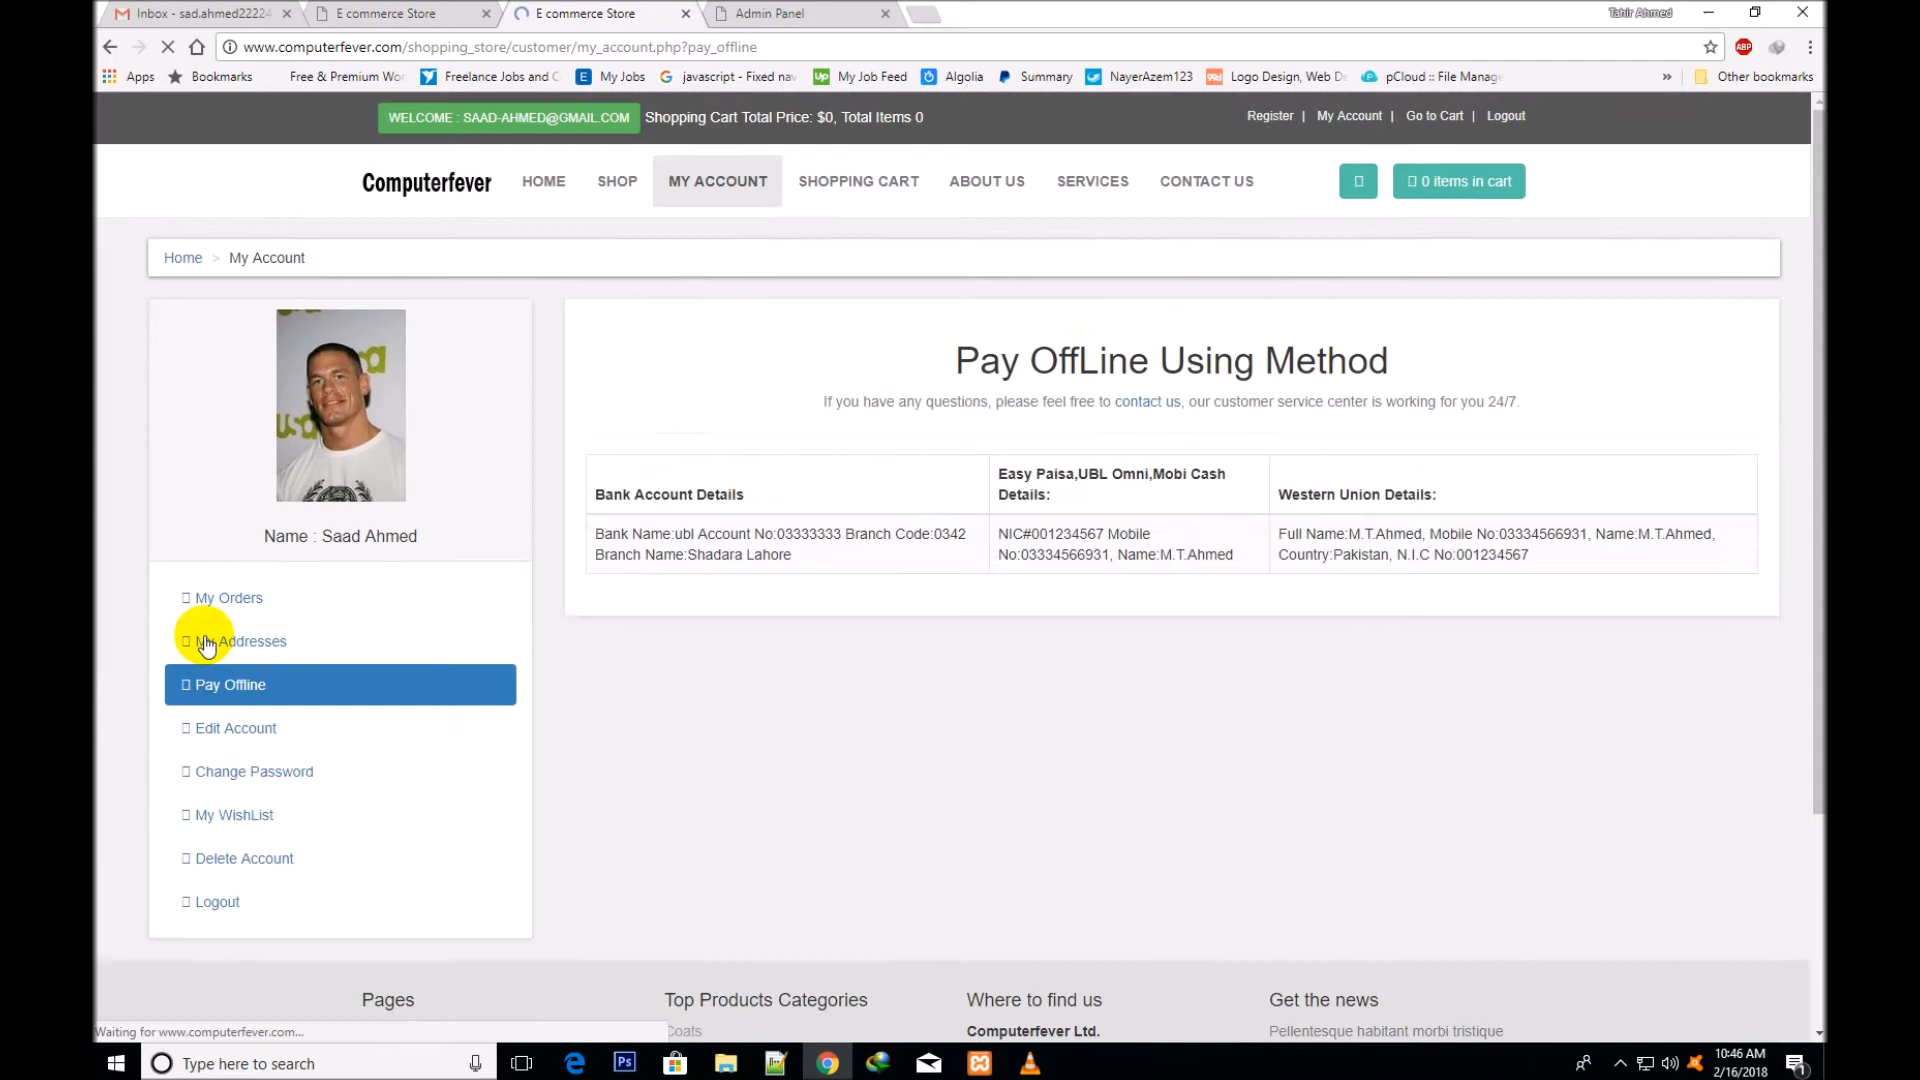 Inbox - sad.ahmed22224
E commerce Store
E commerce Store
Admin Panel
Tahir Ahmed
www.computerfever.com/shopping_store/customer/my_account.php?pay_offline
Apps
Bookmarks
Free & Premium Wor
Freelance Jobs and C
My Jobs
javascript - Fixed nav
My Job Feed
Algolia
Summary
NayerAzem123
Logo Design, Web De
pCloud :: File Manage
»
Other bookmarks
WELCOME : SAAD-AHMED@GMAIL.COM
Shopping Cart Total Price: $0, Total Items 0
Register | My Account | Go to Cart | Logout
Computerfever
HOME
SHOP
MY ACCOUNT
SHOPPING CART
ABOUT US
SERVICES
CONTACT US
0 items in cart
Home > My Account
Name : Saad Ahmed
My Orders
My Addresses
Pay Offline
Edit Account
Change Password
My WishList
Delete Account
Logout
Pay OffLine Using Method
If you have any questions, please feel free to contact us, our customer service center is working for you 24/7.
Bank Account Details
Easy Paisa,UBL Omni,Mobi Cash
Details:
Western Union Details:
Bank Name:ubl Account No:03333333 Branch Code:0342
Branch Name:Shadara Lahore
NIC#001234567 Mobile
No:03334566931, Name:M.T.Ahmed
Full Name:M.T.Ahmed, Mobile No:03334566931, Name:M.T.Ahmed,
Country:Pakistan, N.I.C No:001234567
Pages
Top Products Categories
Where to find us
Get the news
Coats
Computerfever Ltd.
Pellentesque habitant morbi tristique
Waiting for www.computerfever.com...
Type here to search
10:46 AM
2/16/2018